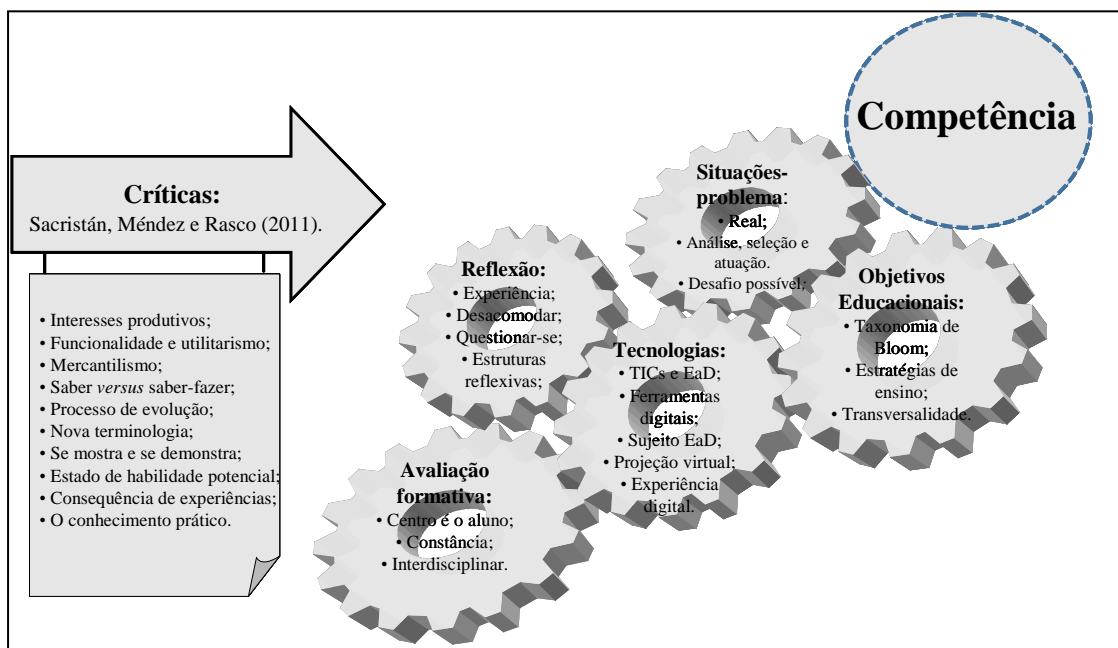 Competência
Críticas:
Sacristán, Méndez e Rasco (2011).
• Interesses produtivos;
• Funcionalidade e utilitarismo;
• Mercantilismo;
• Saber versus saber-fazer;
• Processo de evolução;
• Nova terminologia;
• Se mostra e se demonstra;
• Estado de habilidade potencial;
• Consequência de experiências;
• O conhecimento prático.
Reflexão:
• Experiência;
• Desacomodar;
• Questionar-se;
• Estruturas
reflexivas;
Situações-
problema:
• Real;
• Análise, seleção e
atuação.
• Desafio possível;
Avaliação
formativa:
• Centro é o aluno;
• Constância;
• Interdisciplinar.
Tecnologias:
• TICs e EaD;
• Ferramentas
digitais;
• Sujeito EaD;
• Projeção virtual;
• Experiência
digital.
Objetivos
Educacionais:
• Taxonomia de
Bloom;
• Estratégias de
ensino;
• Transversalidade.